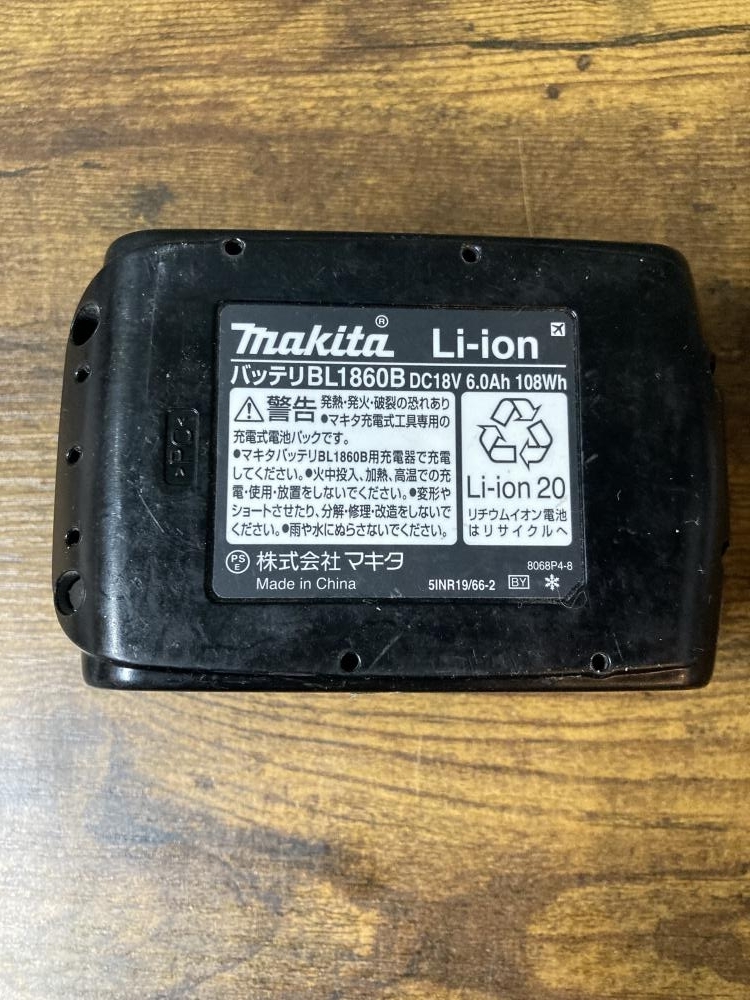 makita® Li-ion
バッテリBL1860B DC18V 6.0Ah 108Wh
警告 発熱・発火・破裂の恐れあり
●マキタ充電式工具専用の
充電式電池パックです。
●マキタバッテリBL1860B用充電器で充電
してください。●火中投入、加熱、高温での充
電・使用・放置をしないでください。●変形や
ショートさせたり、分解・修理・改造をしないで
ください。●雨や水にぬらさないでください。
Li-ion 20
リチウムイオン電池
はリサイクルへ
PS
E 株式会社マキタ
Made in China
8068P4-8
5INR19/66-2 BY
>PC<